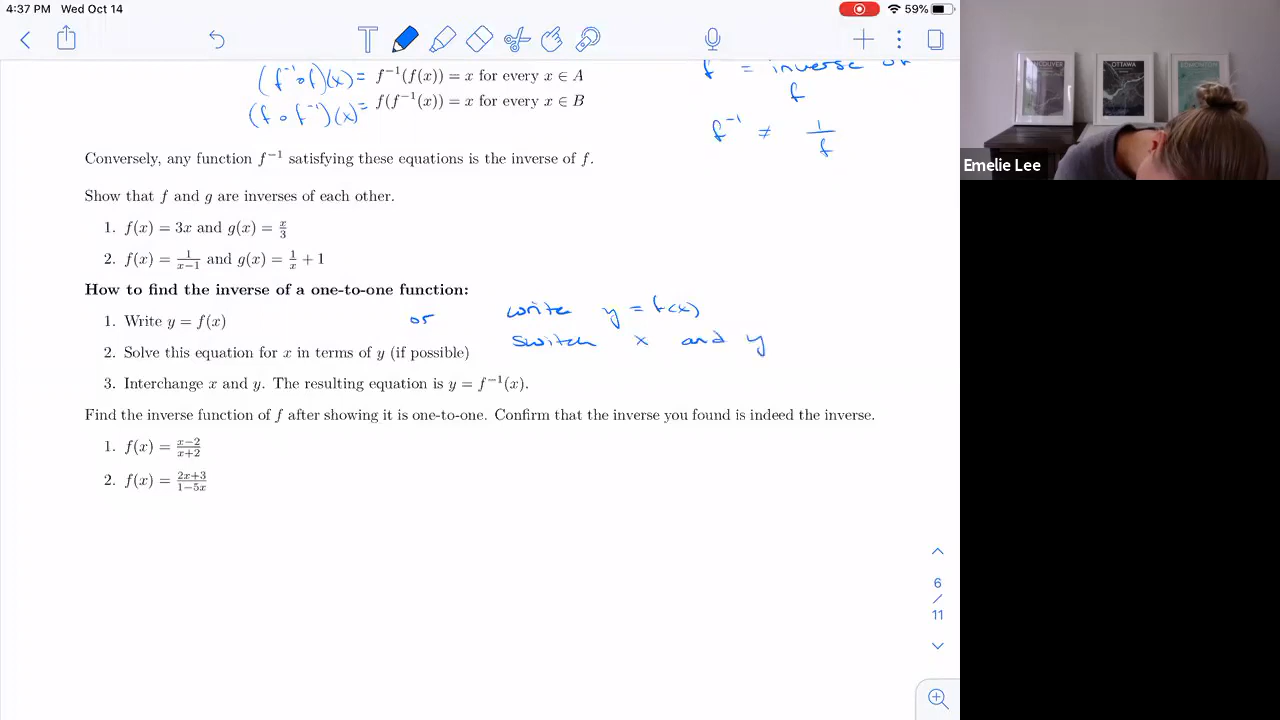 4:37 PM Wed Oct 14
59%
(f⁻¹∘f)(x) = f⁻¹(f(x)) = x for every x ∈ A
(f∘f⁻¹)(x) = f(f⁻¹(x)) = x for every x ∈ B
f⁻¹ = inverse of
f
f⁻¹ ≠ 1/f
Conversely, any function f⁻¹ satisfying these equations is the inverse of f.
Show that f and g are inverses of each other.
1. f(x) = 3x and g(x) = x/3
2. f(x) = 1/(x−1) and g(x) = 1/x + 1
How to find the inverse of a one-to-one function:
1. Write y = f(x)
or
write y = f(x)
switch x and y
2. Solve this equation for x in terms of y (if possible)
3. Interchange x and y. The resulting equation is y = f⁻¹(x).
Find the inverse function of f after showing it is one-to-one. Confirm that the inverse you found is indeed the inverse.
1. f(x) = (x−2)/(x+2)
2. f(x) = (2x+3)/(1−5x)
6
/
11
VANCOUVER
OTTAWA
EDMONTON
Emelie Lee